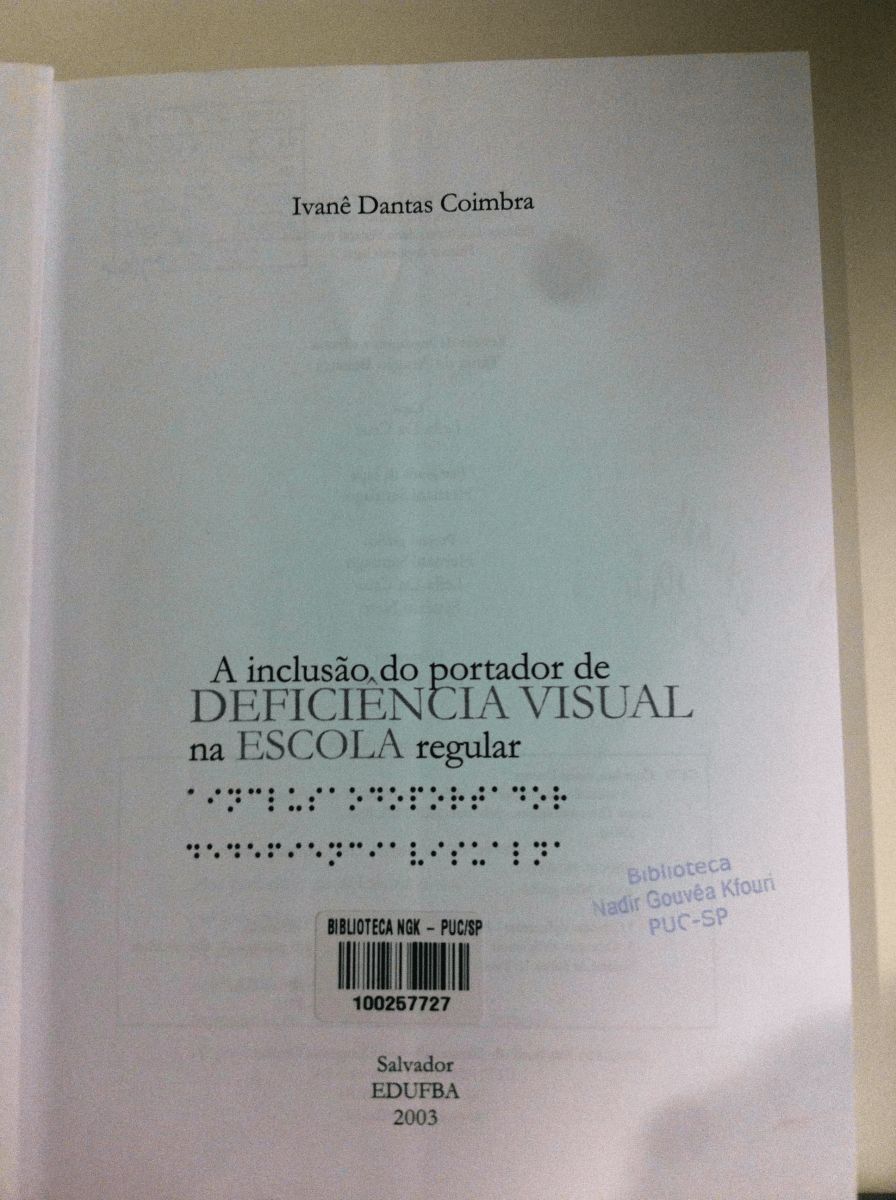 Ivanê Dantas Coimbra
A inclusão do portador de
DEFICIÊNCIA VISUAL
na ESCOLA regular
Biblioteca
Nadir Gouvêa Kfouri
PUC-SP
BIBLIOTECA NGK - PUC/SP
100257727
Salvador
EDUFBA
2003